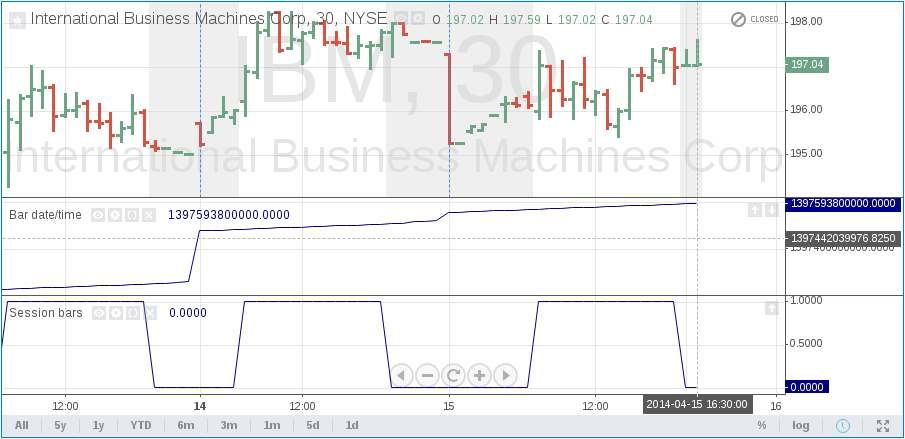 International Business Machines Corp, 30, NYSE O 197.02 H 197.59 L 197.02 C 197.04
CLOSED
198.00
IBM, 30
197.04
196.00
International Business Machines Corp
195.00
Bar date/time 1397593800000.0000
1397593800000.0000
1397442039976.8250
1397400000000.0000
Session bars 0.0000
1.0000
0.5000
0.0000
12:00 14 12:00 15 12:00 2014-04-15 16:30:00 16
All 5y 1y YTD 6m 3m 1m 5d 1d % log